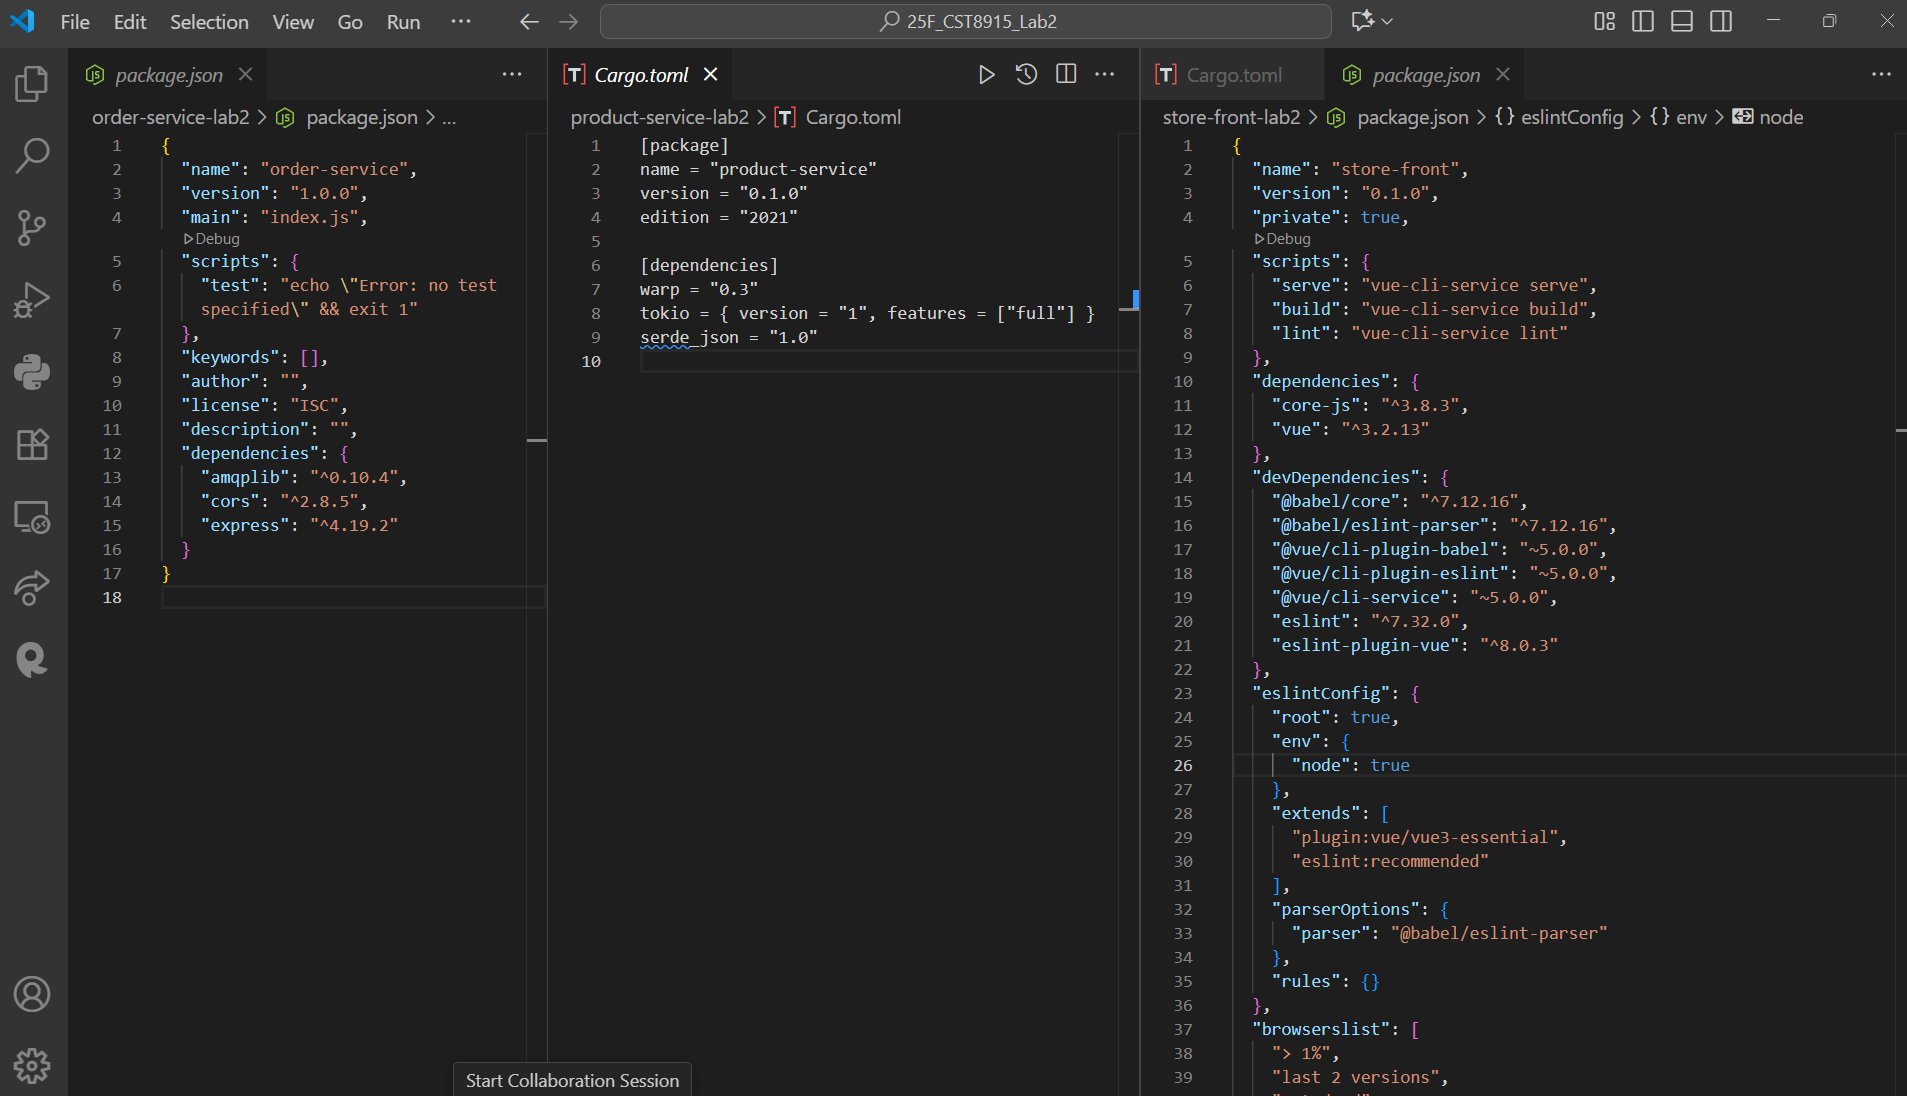 File Edit Selection View Go Run ···
25F_CST8915_Lab2
package.json
order-service-lab2 > package.json > ...
1 {
2 "name": "order-service",
3 "version": "1.0.0",
4 "main": "index.js",
Debug
5 "scripts": {
6 "test": "echo \"Error: no test
specified\" && exit 1"
7 },
8 "keywords": [],
9 "author": "",
10 "license": "ISC",
11 "description": "",
12 "dependencies": {
13 "amqplib": "^0.10.4",
14 "cors": "^2.8.5",
15 "express": "^4.19.2"
16 }
17 }
18
Cargo.toml
product-service-lab2 > Cargo.toml
1 [package]
2 name = "product-service"
3 version = "0.1.0"
4 edition = "2021"
5
6 [dependencies]
7 warp = "0.3"
8 tokio = { version = "1", features = ["full"] }
9 serde_json = "1.0"
10
Cargo.toml package.json
store-front-lab2 > package.json > {} eslintConfig > {} env > node
1 {
2 "name": "store-front",
3 "version": "0.1.0",
4 "private": true,
Debug
5 "scripts": {
6 "serve": "vue-cli-service serve",
7 "build": "vue-cli-service build",
8 "lint": "vue-cli-service lint"
9 },
10 "dependencies": {
11 "core-js": "^3.8.3",
12 "vue": "^3.2.13"
13 },
14 "devDependencies": {
15 "@babel/core": "^7.12.16",
16 "@babel/eslint-parser": "^7.12.16",
17 "@vue/cli-plugin-babel": "~5.0.0",
18 "@vue/cli-plugin-eslint": "~5.0.0",
19 "@vue/cli-service": "~5.0.0",
20 "eslint": "^7.32.0",
21 "eslint-plugin-vue": "^8.0.3"
22 },
23 "eslintConfig": {
24 "root": true,
25 "env": {
26 "node": true
27 },
28 "extends": [
29 "plugin:vue/vue3-essential",
30 "eslint:recommended"
31 ],
32 "parserOptions": {
33 "parser": "@babel/eslint-parser"
34 },
35 "rules": {}
36 },
37 "browserslist": [
38 "> 1%",
39 "last 2 versions",
Start Collaboration Session